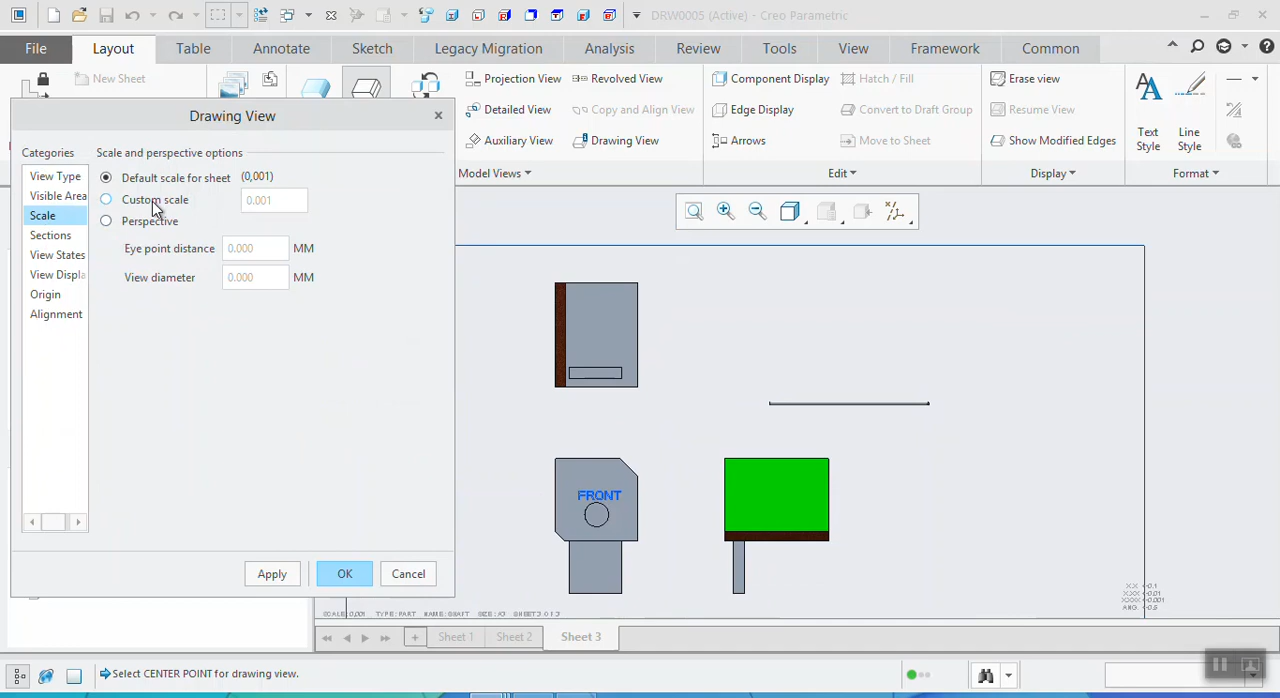 DRW0005 (Active) - Creo Parametric
File Layout Table Annotate Sketch Legacy Migration Analysis Review Tools View Framework Common
New Sheet Projection View Revolved View Component Display Hatch / Fill Erase view
Detailed View Copy and Align View Edge Display Convert to Draft Group Resume View
Auxiliary View Drawing View Arrows Move to Sheet Show Modified Edges Text Style Line Style
Model Views Edit Display Format
Drawing View
Categories
View Type
Visible Area
Scale
Sections
View States
View Displa
Origin
Alignment
Scale and perspective options
Default scale for sheet (0,001)
Custom scale 0.001
Perspective
Eye point distance 0.000 MM
View diameter 0.000 MM
Apply OK Cancel
FRONT
X.X +-0.1
ANG. +-0.5
Sheet 1 Sheet 2 Sheet 3
Select CENTER POINT for drawing view.